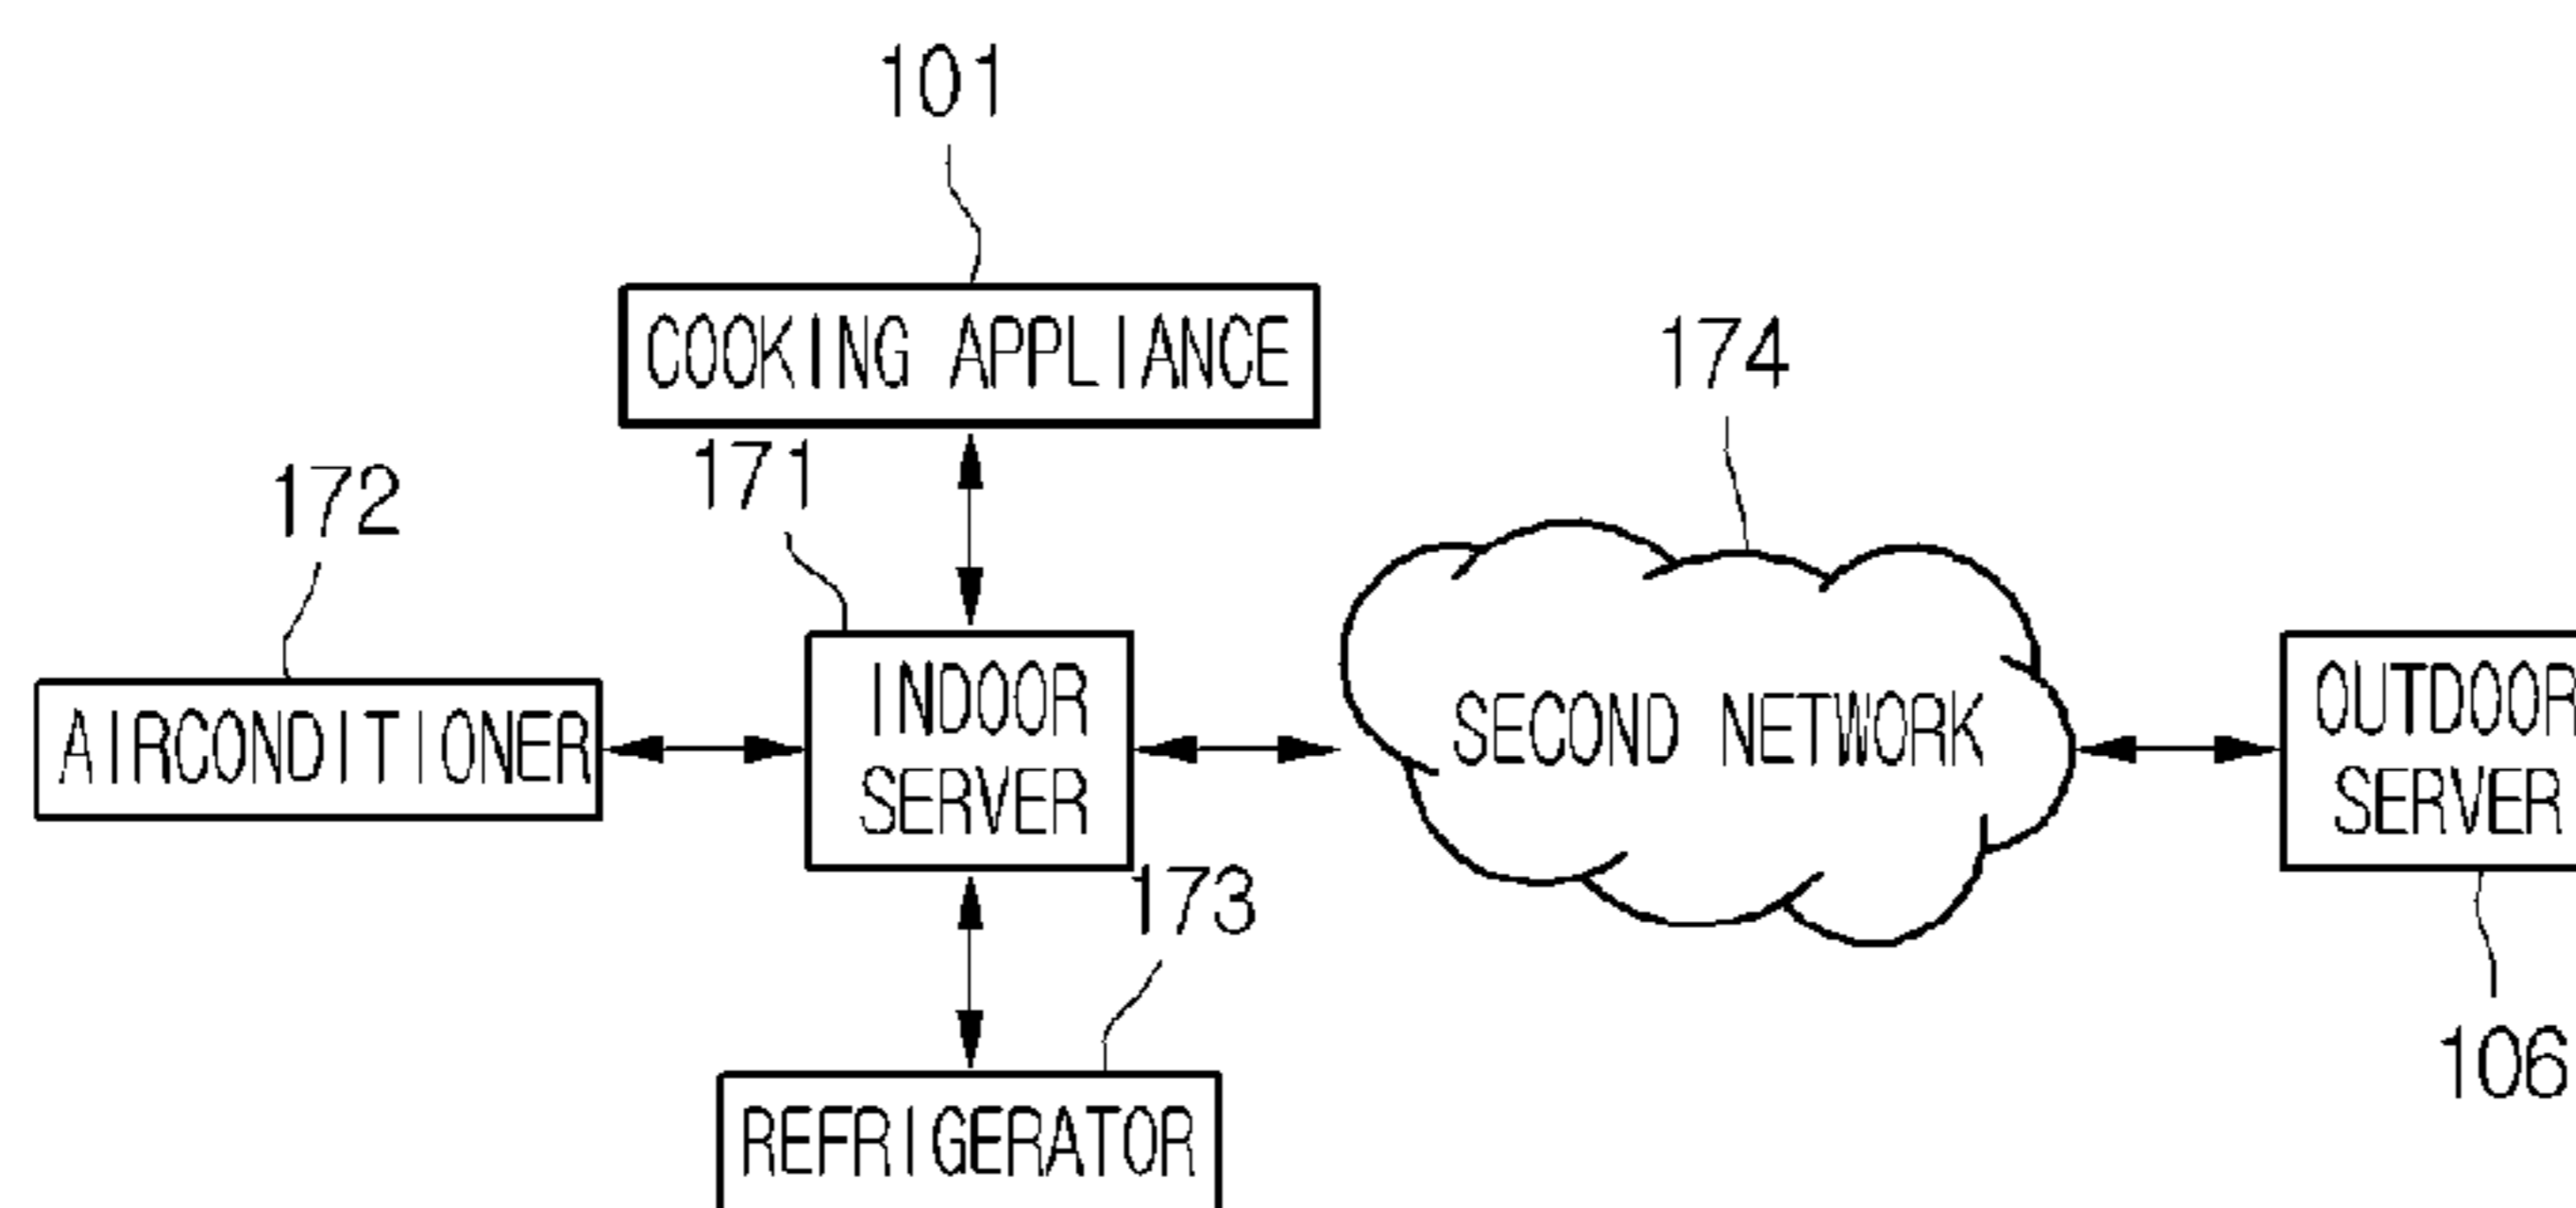 101
COOKING APPLIANCE
174
171
172
INDOOR
SERVER
AIRCONDITIONER
SECOND NETWORK
OUTDOOR
SERVER
173
106
REFRIGERATOR